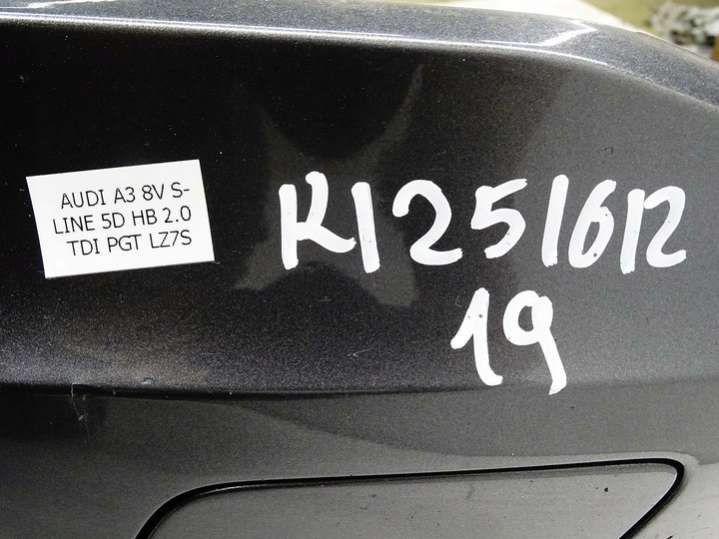 AUDI A3 8V S-
LINE 5D HB 2.0
TDI PGT LZ7S
K1251612
19